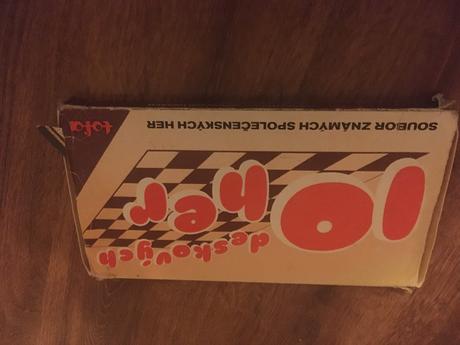 10
deskových
her
SOUBOR ZNÁMÝCH SPOLEČENSKÝCH HER
tofa